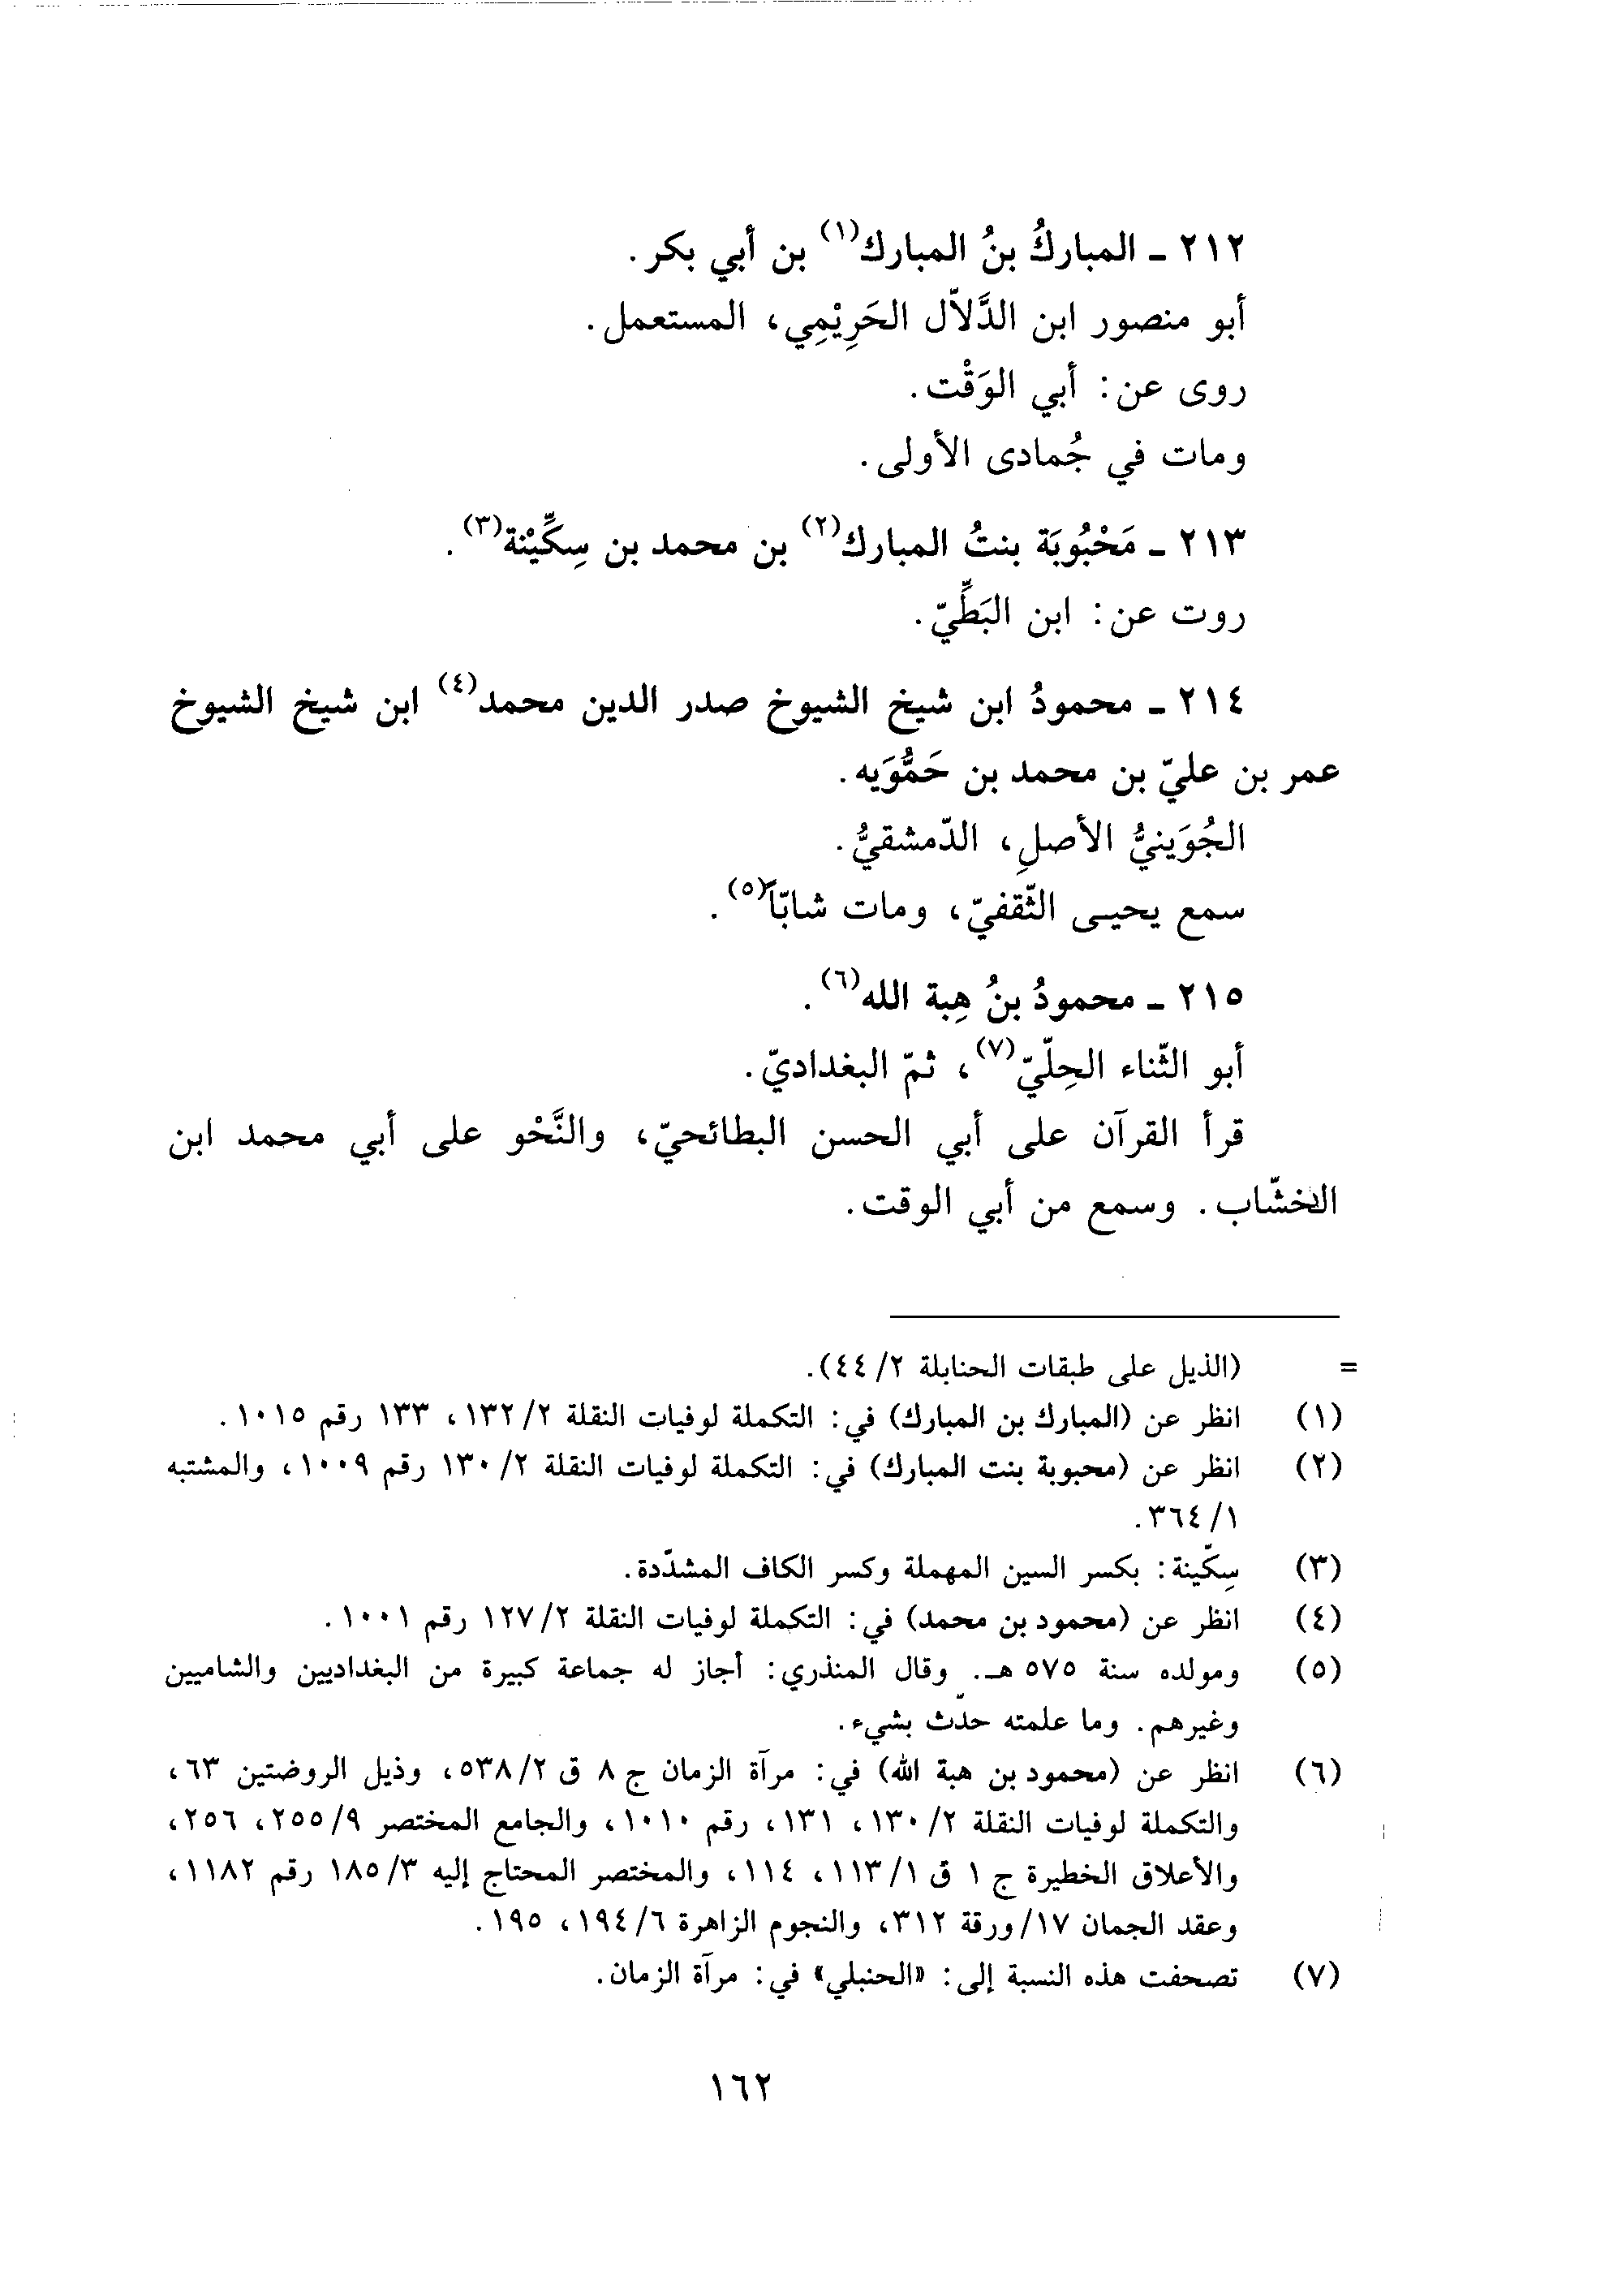 ٢١٢ ـ المباركُ بنُ المبارك(١) بن أبي بكر.
أبو منصور ابن الدَّلاّل الحَرِيْمِي، المستعمل.
روى عن: أبي الوَقْت.
ومات في جُمادى الأولى.
٢١٣ ـ مَحْبُوبَة بنتُ المبارك(٢) بن محمد بن سِكِّيْنة(٣).
روت عن: ابن البَطِّيّ.
٢١٤ ـ محمودُ ابن شيخ الشيوخ صدر الدين محمد(٤) ابن شيخ الشيوخ
عمر بن عليّ بن محمد بن حَمُّوَيه.
الجُوَينيُّ الأصلِ، الدّمشقيُّ.
سمع يحيى الثّقفيّ، ومات شابّاً(٥).
٢١٥ ـ محمودُ بنُ هِبة الله(٦).
أبو الثّناء الحِلّيّ(٧)، ثمّ البغداديّ.
قرأ القرآن على أبي الحسن البطائحيّ، والنَّحْو على أبي محمد ابن
الخشّاب. وسمع من أبي الوقت.
= (الذيل على طبقات الحنابلة ٢/ ٤٤).
(١) انظر عن (المبارك بن المبارك) في: التكملة لوفيات النقلة ٢/ ١٣٢، ١٣٣ رقم ١٠١٥.
(٢) انظر عن (محبوبة بنت المبارك) في: التكملة لوفيات النقلة ٢/ ١٣٠ رقم ١٠٠٩، والمشتبه
١/ ٣٦٤.
(٣) سِكّينة: بكسر السين المهملة وكسر الكاف المشدّدة.
(٤) انظر عن (محمود بن محمد) في: التكملة لوفيات النقلة ٢/ ١٢٧ رقم ١٠٠١.
(٥) ومولده سنة ٥٧٥ هـ. وقال المنذري: أجاز له جماعة كبيرة من البغداديين والشاميين
وغيرهم. وما علمته حدّث بشيء.
(٦) انظر عن (محمود بن هبة الله) في: مرآة الزمان ج ٨ ق ٢/ ٥٣٨، وذيل الروضتين ٦٣،
والتكملة لوفيات النقلة ٢/ ١٣٠، ١٣١، رقم ١٠١٠، والجامع المختصر ٩/ ٢٥٥، ٢٥٦،
والأعلاق الخطيرة ج ١ ق ١/ ١١٣، ١١٤، والمختصر المحتاج إليه ٣/ ١٨٥ رقم ١١٨٢،
وعقد الجمان ١٧/ ورقة ٣١٢، والنجوم الزاهرة ٦/ ١٩٤، ١٩٥.
(٧) تصحفت هذه النسبة إلى: «الحنبلي» في: مرآة الزمان.
١٦٢